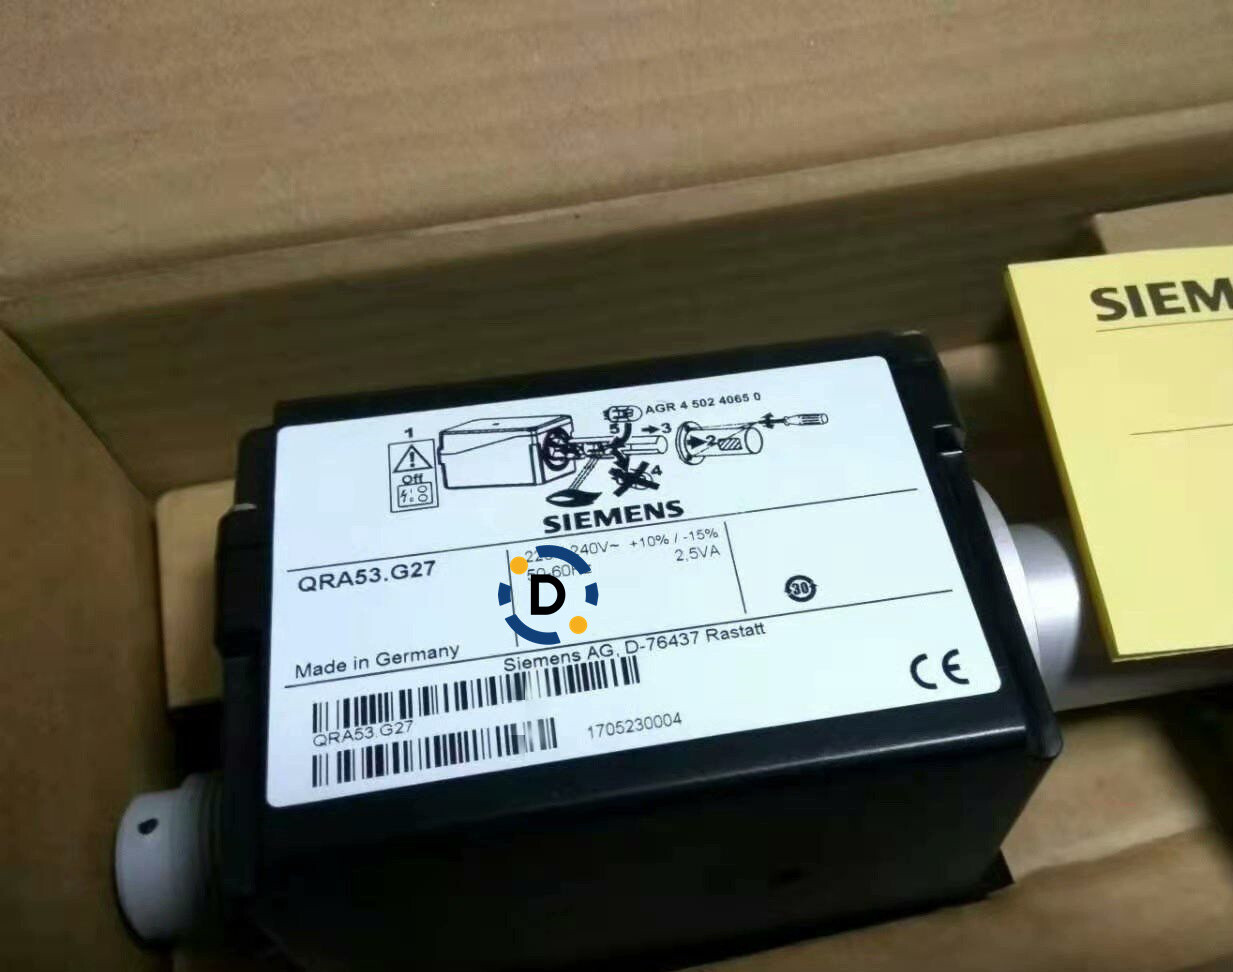 SIEM
AGR 4 502 4065 0
1
5
3
2
4
Off
SIEMENS
QRA53.G27
240V~ +10% / -15%
2,5VA
D
30
Made in Germany
Siemens AG, D-76437 Rastatt
CE
QRA53.G27
1705230004